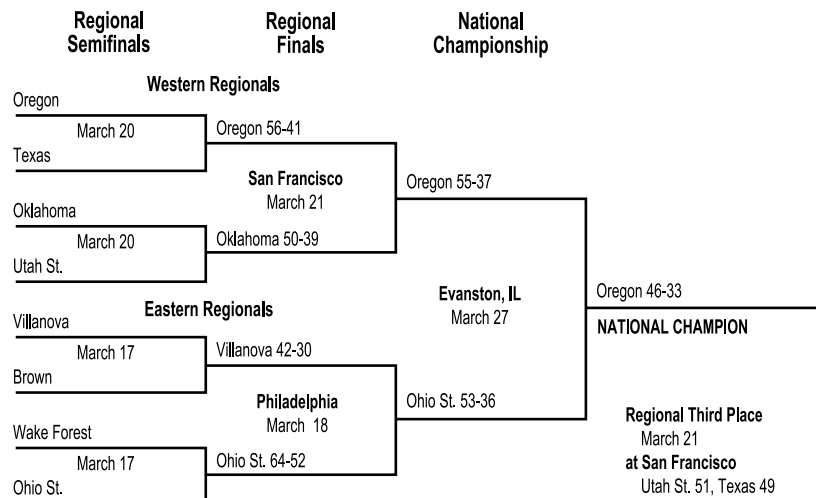 Regional Semifinals
Regional Finals
National Championship
Western Regionals
Oregon
March 20
Texas
Oregon 56-41
San Francisco
March 21
Oregon 55-37
Oklahoma
March 20
Utah St.
Oklahoma 50-39
Evanston, IL
March 27
Oregon 46-33
NATIONAL CHAMPION
Eastern Regionals
Villanova
March 17
Brown
Villanova 42-30
Philadelphia
March 18
Ohio St. 53-36
Wake Forest
March 17
Ohio St.
Ohio St. 64-52
Regional Third Place
March 21
at San Francisco
Utah St. 51, Texas 49